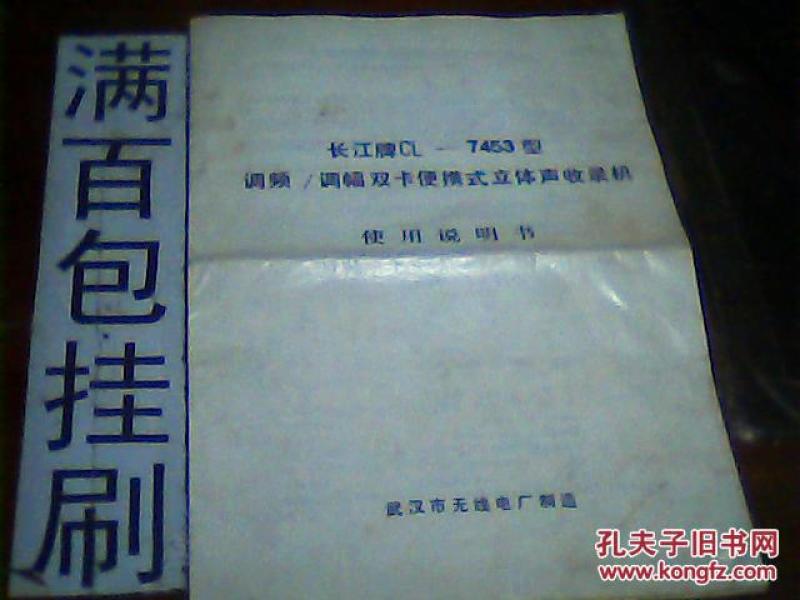 满百包挂刷
长江牌CL - 7453型
调频/调幅双卡便携式立体声收录机
使用说明书
武汉市无线电厂制造
孔夫子旧书网
www.kongfz.com